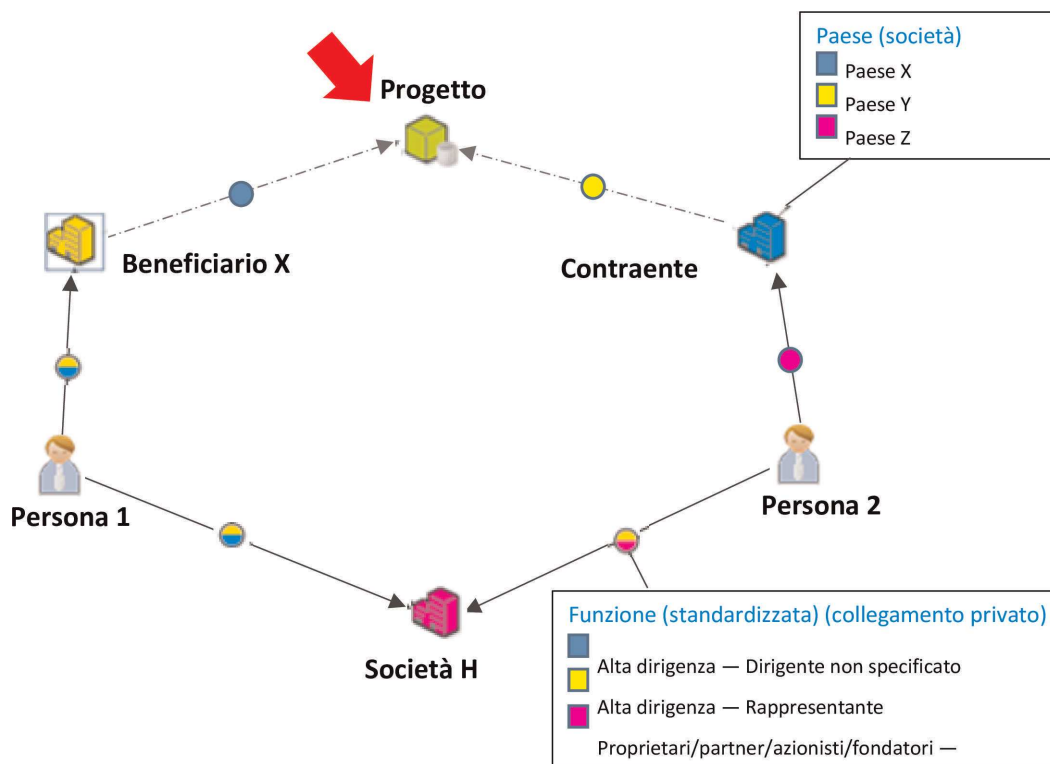 Paese (società)
Paese X
Paese Y
Paese Z
Progetto
Beneficiario X
Contraente
Persona 1
Persona 2
Società H
Funzione (standardizzata) (collegamento privato)
Alta dirigenza — Dirigente non specificato
Alta dirigenza — Rappresentante
Proprietari/partner/azionisti/fondatori —